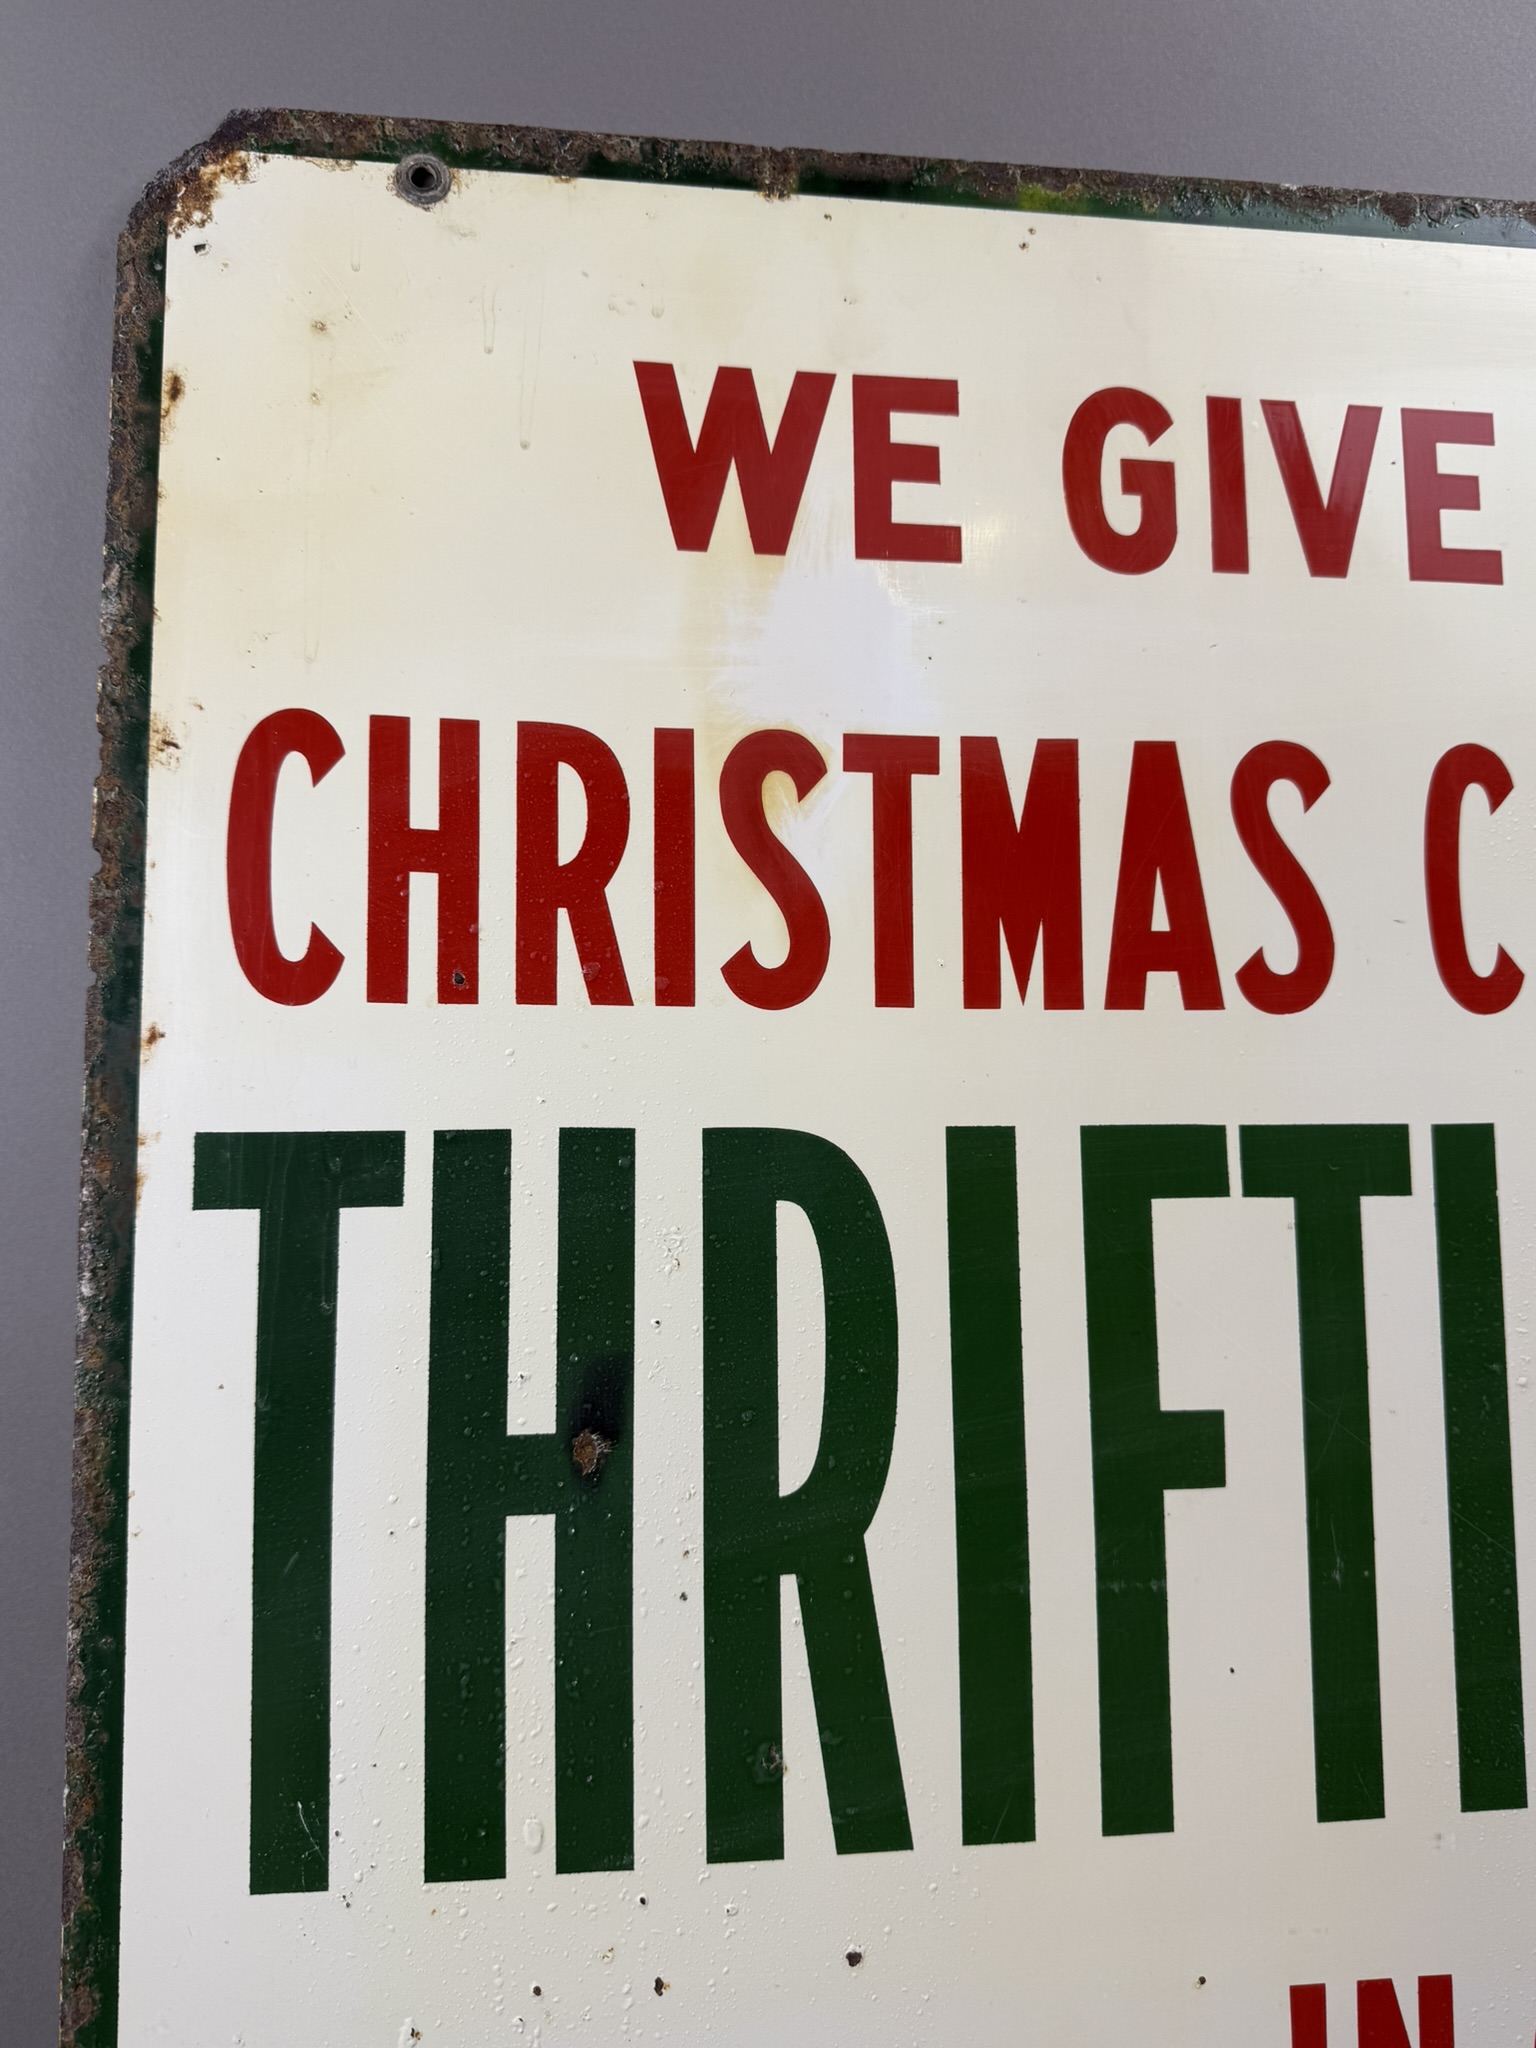 WE GIVE
CHRISTMAS C
THRIFTI
IN